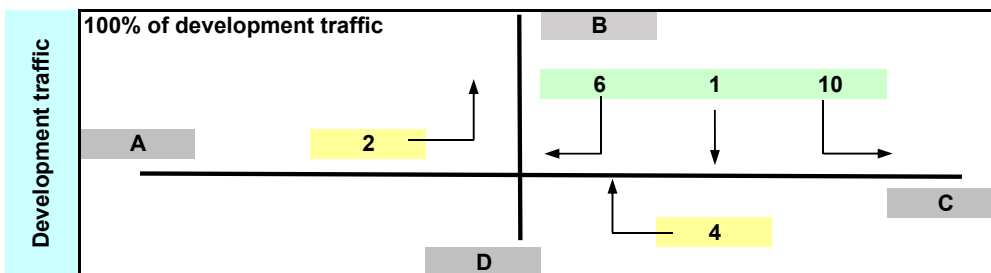 Development traffic
100% of development traffic
B
6 1 10
A
2
C
4
D